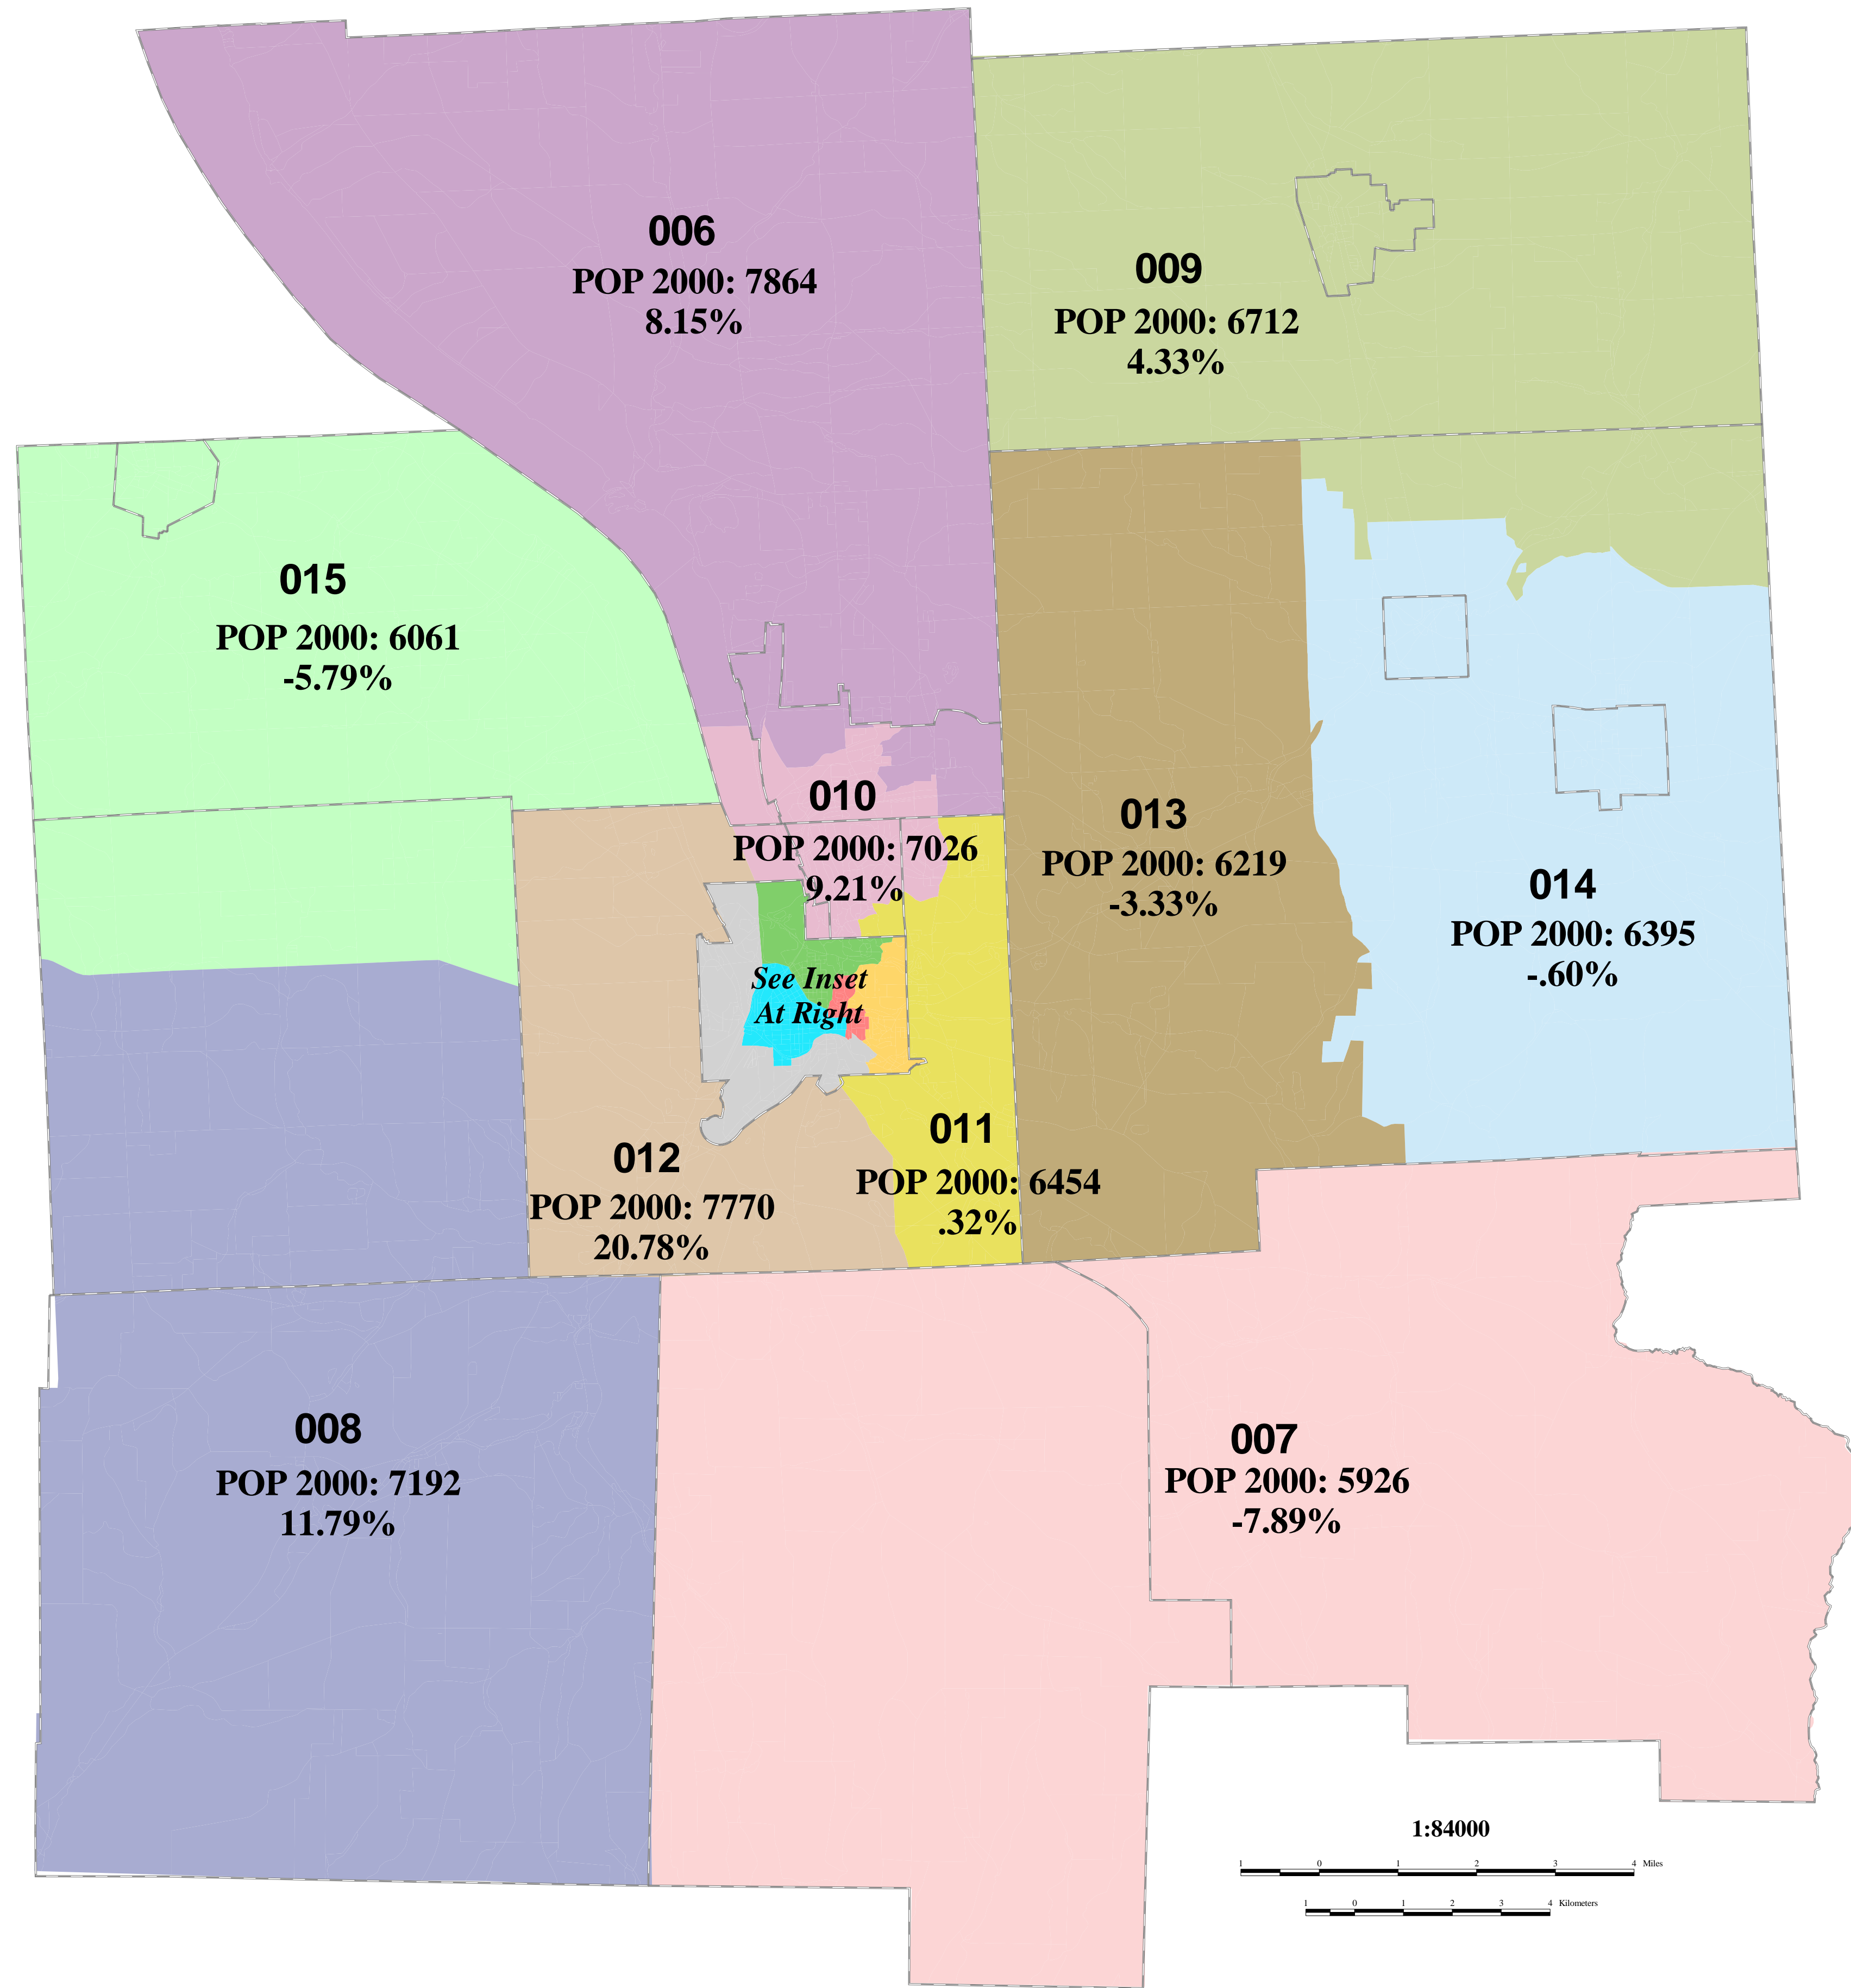 006
POP 2000: 7864
8.15%
009
POP 2000: 6712
4.33%
015
POP 2000: 6061
-5.79%
010
POP 2000: 7026
9.21%
013
POP 2000: 6219
-3.33%
014
POP 2000: 6395
-.60%
See Inset
At Right
012
POP 2000: 7770
20.78%
011
POP 2000: 6454
.32%
008
POP 2000: 7192
11.79%
007
POP 2000: 5926
-7.89%
1:84000
1 0 1 2 3 4 Miles
1 0 1 2 3 4 Kilometers